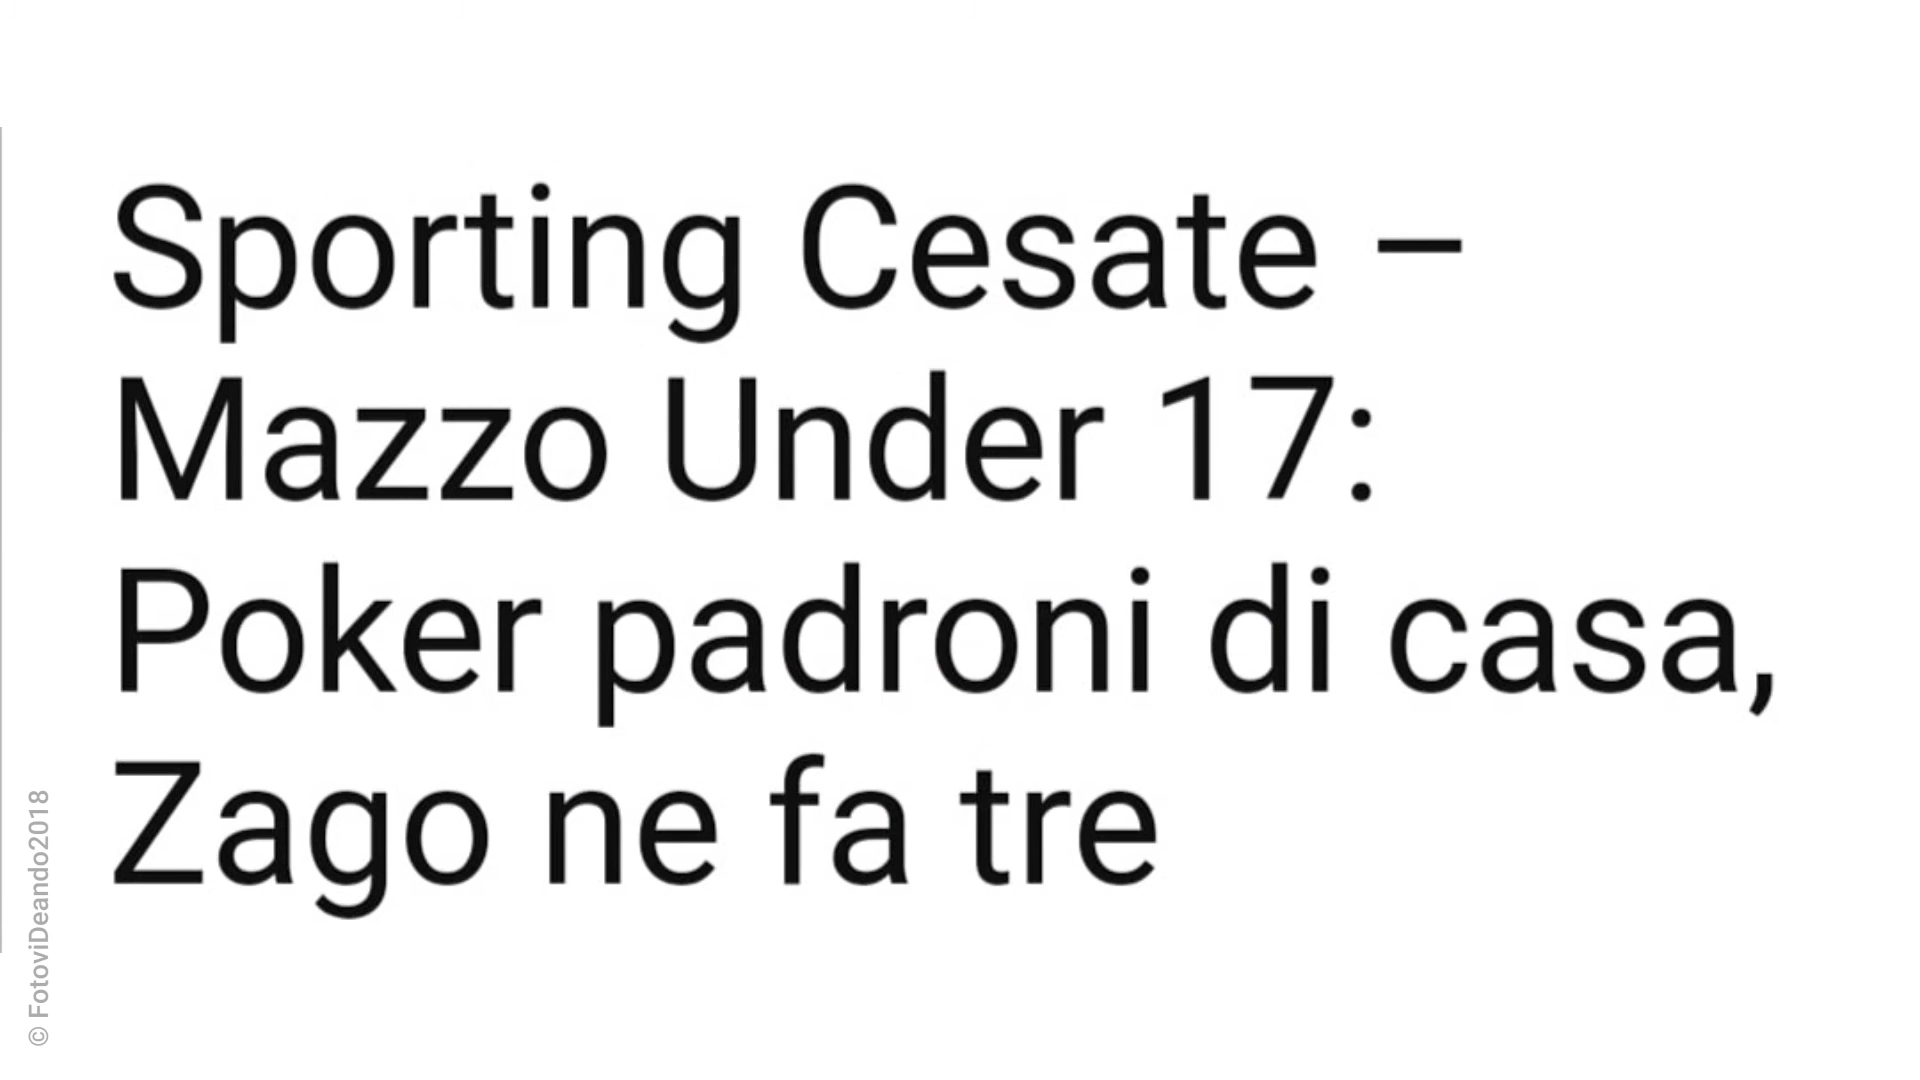 Sporting Cesate –
Mazzo Under 17:
Poker padroni di casa,
Zago ne fa tre
© FotoviDeando2018